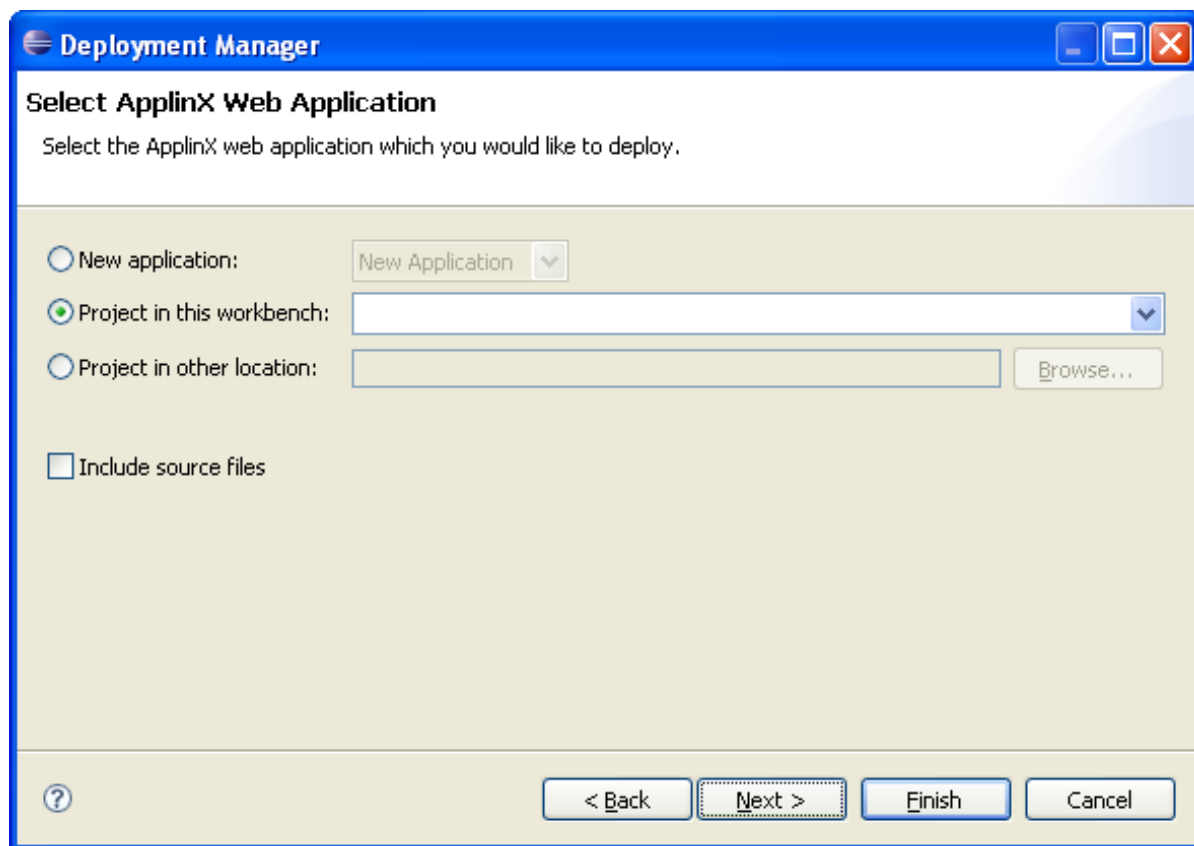 Deployment Manager
Select ApplinX Web Application
Select the ApplinX web application which you would like to deploy.
New application: New Application
Project in this workbench:
Project in other location: Browse...
Include source files
? < Back Next > Finish Cancel